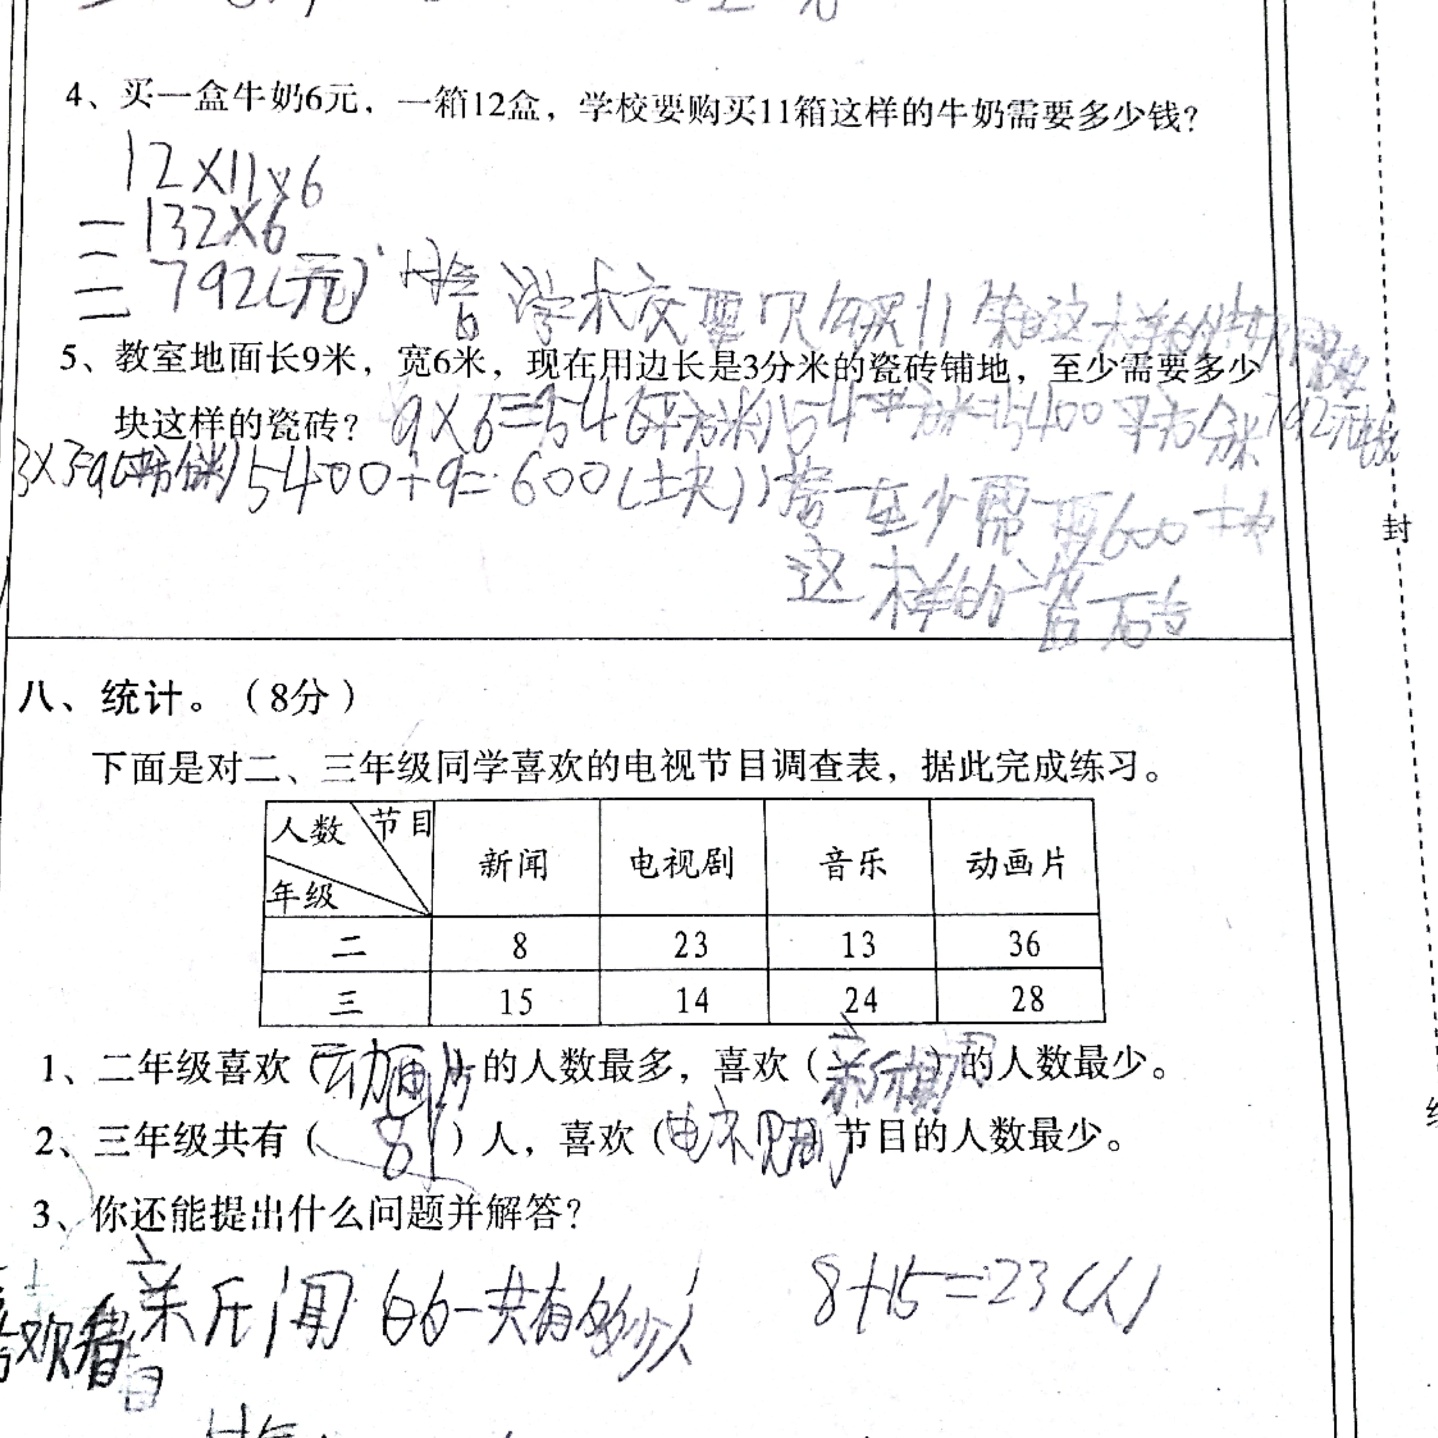 4、买一盒牛奶6元，一箱12盒，学校要购买11箱这样的牛奶需要多少钱？
12×11×6
=132×6
=792(元)
答 学校要购买11箱这样的牛奶需要
792元钱
5、教室地面长9米，宽6米，现在用边长是3分米的瓷砖铺地，至少需要多少
块这样的瓷砖？
9×6=54(平方米) 54平方米=5400平方分米
3×3=9(平方分米) 5400÷9=600(块) 答 至少需要600块
这样的瓷砖
封
八、统计。（8分）
下面是对二、三年级同学喜欢的电视节目调查表，据此完成练习。
人数 节目 年级 新闻 电视剧 音乐 动画片
二 8 23 13 36
三 15 14 24 28
1、二年级喜欢（动画片）的人数最多，喜欢（新闻）的人数最少。
2、三年级共有（81）人，喜欢（电视剧）节目的人数最少。
3、你还能提出什么问题并解答？
喜欢看新闻的一共有多少人 8+15=23(人)